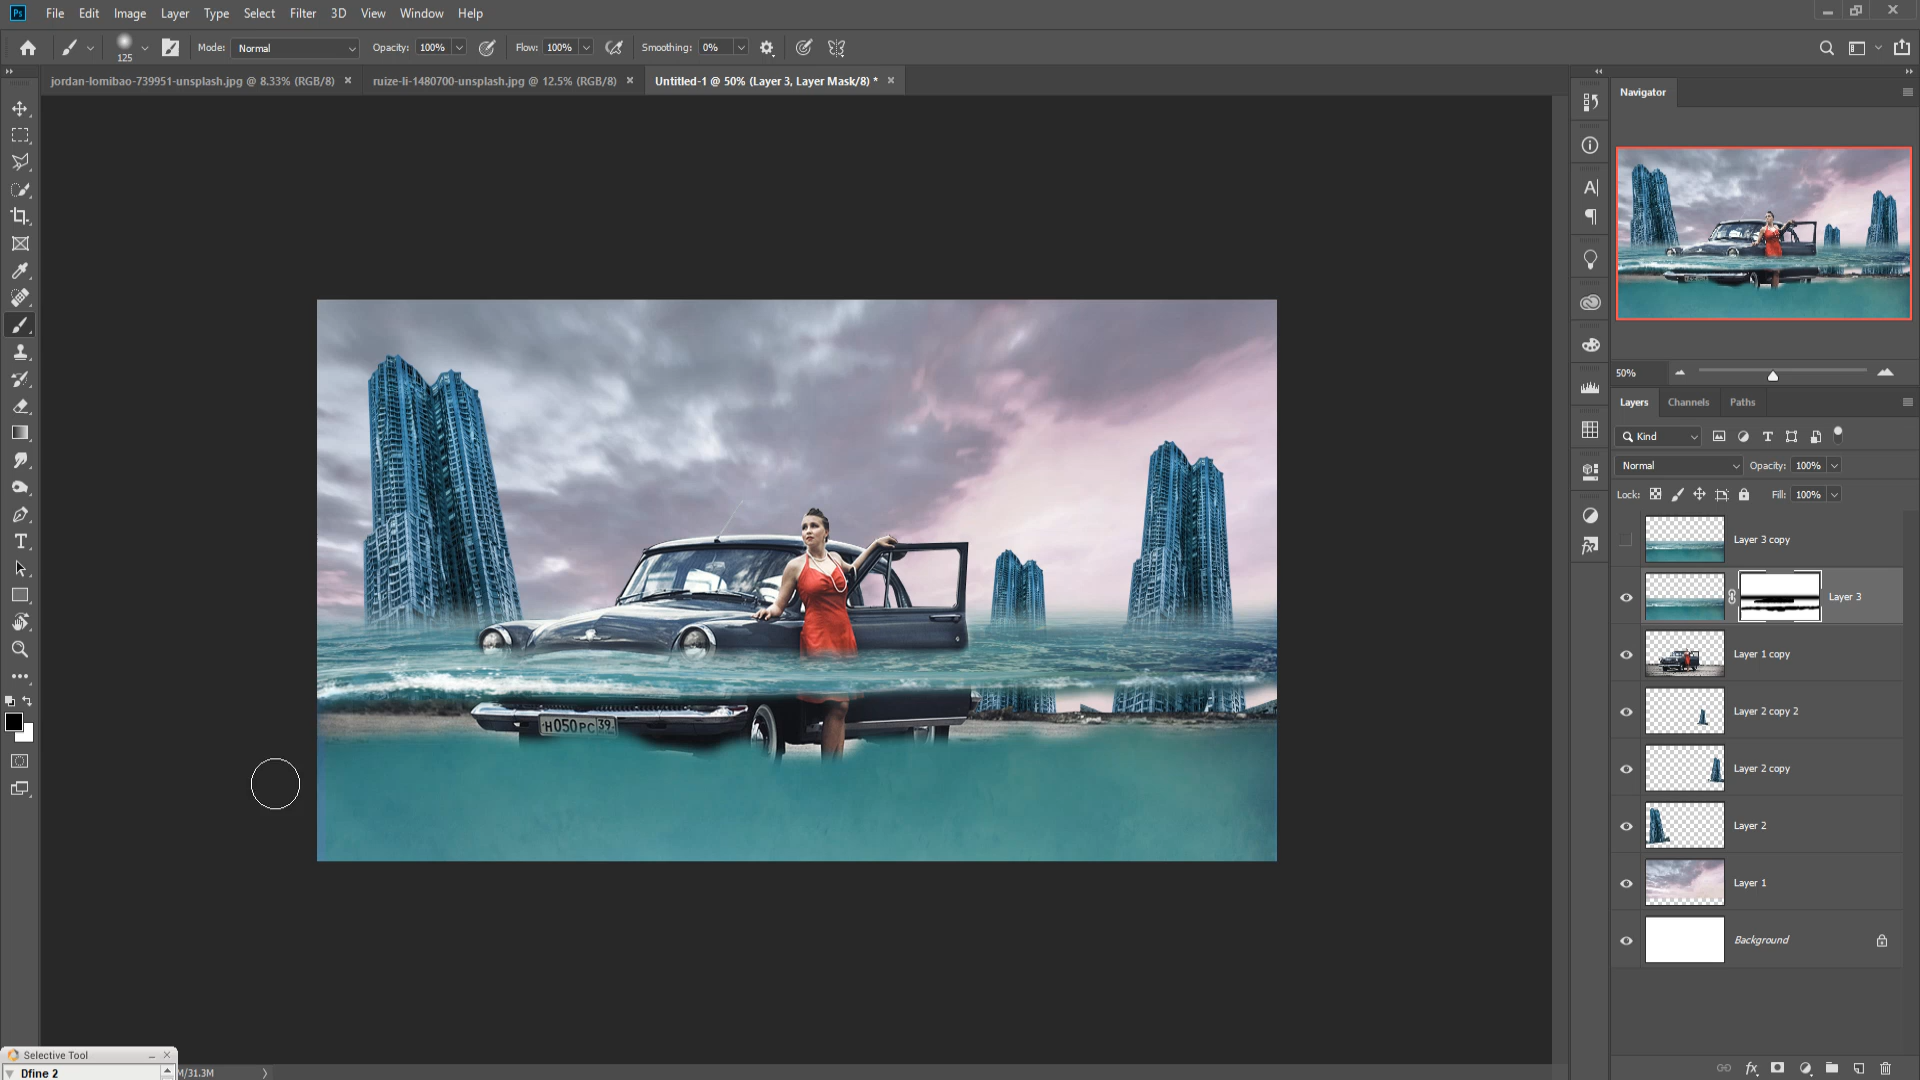 Ps File Edit Image Layer Type Select Filter 3D View Window Help
125 Mode: Normal Opacity: 100% Flow: 100% Smoothing: 0%
jordan-lomibao-739951-unsplash.jpg @ 8.33% (RGB/8) × ruize-li-1480700-unsplash.jpg @ 12.5% (RGB/8) × Untitled-1 @ 50% (Layer 3, Layer Mask/8) * ×
Navigator
50%
Layers Channels Paths
Kind
Normal Opacity: 100%
Lock: Fill: 100%
Layer 3 copy
Layer 3
Layer 1 copy
Layer 2 copy 2
Layer 2 copy
Layer 2
Layer 1
Background
Н050РС 39
Selective Tool
Dfine 2
M/31.3M